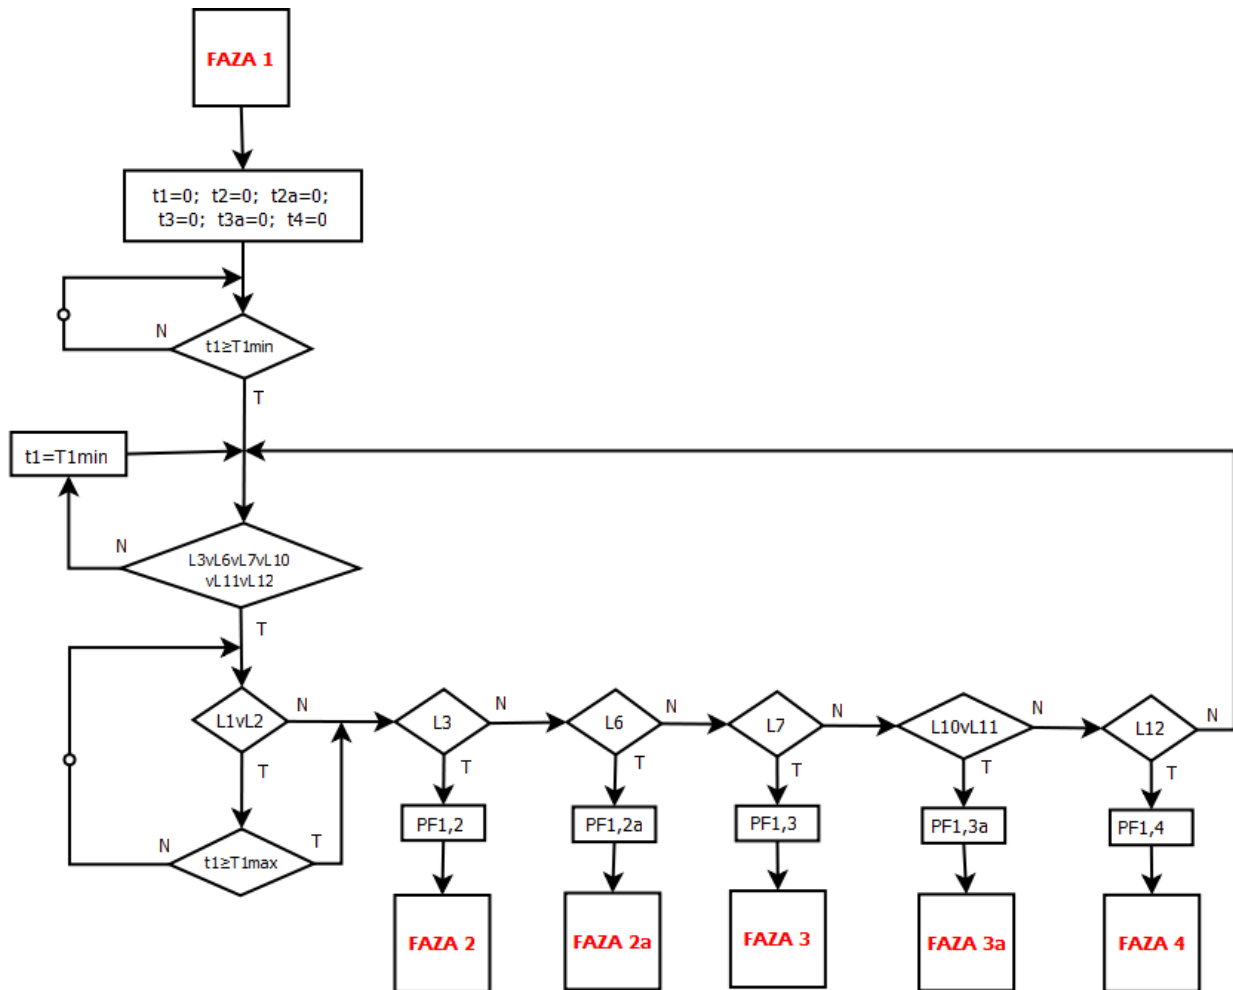 FAZA 1
t1=0; t2=0; t2a=0;
t3=0; t3a=0; t4=0
N
t1≥T1min
T
t1=T1min
N
L3vL6vL7vL10
vL11vL12
T
L1vL2
N
L3
N
L6
N
L7
N
L10vL11
N
L12
N
T
T
T
T
T
T
PF1,2
PF1,2a
PF1,3
PF1,3a
PF1,4
N
t1≥T1max
T
FAZA 2
FAZA 2a
FAZA 3
FAZA 3a
FAZA 4